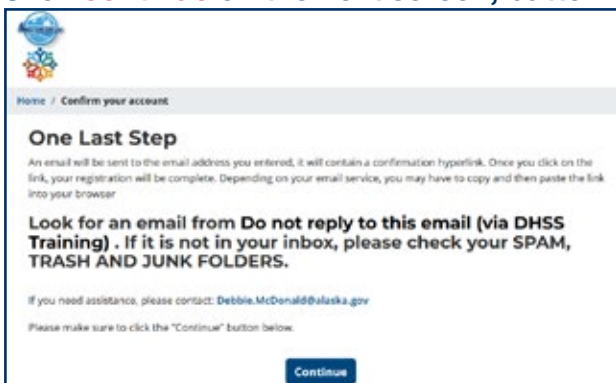 Home / Confirm your account
One Last Step
An email will be sent to the email address you entered, it will contain a confirmation hyperlink. Once you click on the
link, your registration will be complete. Depending on your email service, you may have to copy and then paste the link
into your browser
Look for an email from Do not reply to this email (via DHSS
Training) . If it is not in your inbox, please check your SPAM,
TRASH AND JUNK FOLDERS.
If you need assistance, please contact: Debbie.McDonald@alaska.gov
Please make sure to click the "Continue" button below.
Continue